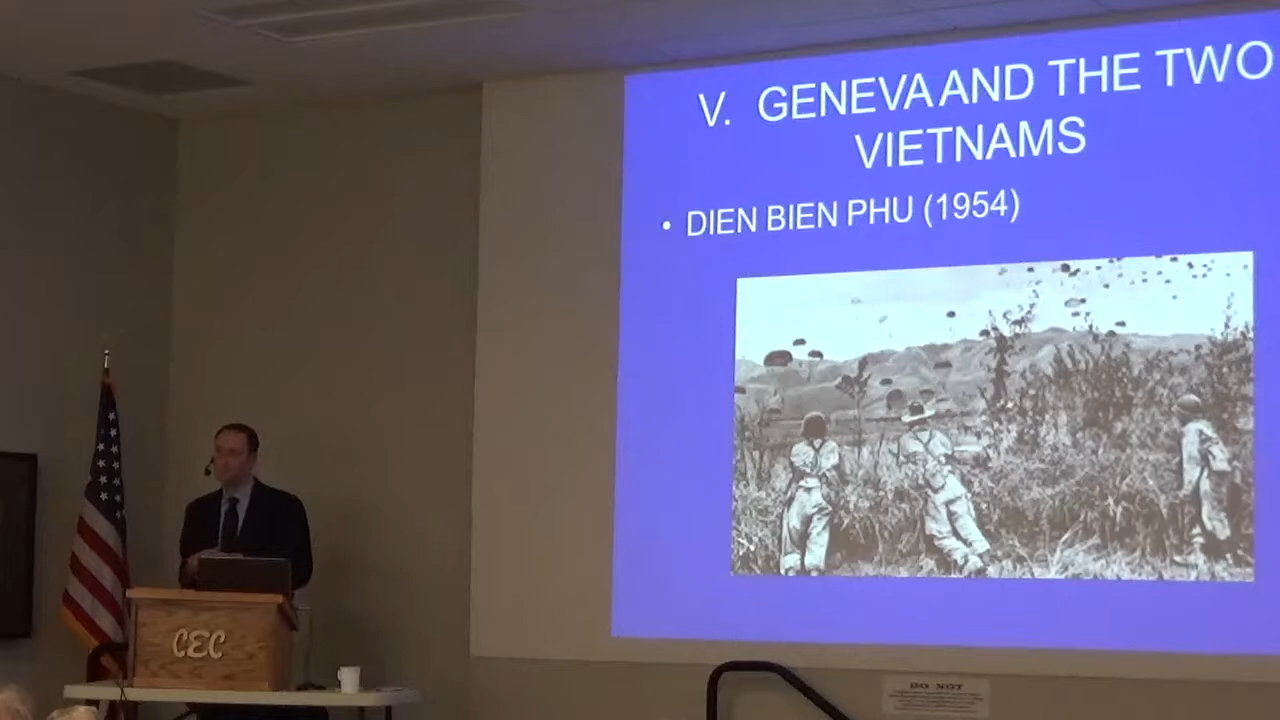 V. GENEVA AND THE TWO
VIETNAMS
• DIEN BIEN PHU (1954)
CEC
DO NOT